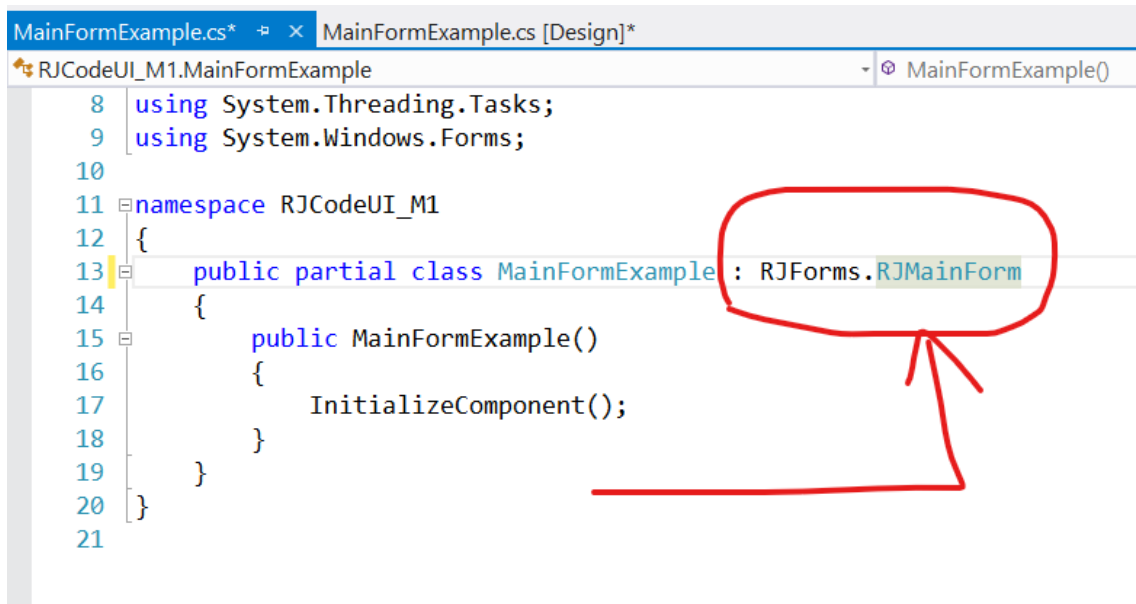 MainFormExample.cs* MainFormExample.cs [Design]*
RJCodeUI_M1.MainFormExample MainFormExample()
8 using System.Threading.Tasks;
9 using System.Windows.Forms;
10
11 namespace RJCodeUI_M1
12 {
13 public partial class MainFormExample : RJForms.RJMainForm
14 {
15 public MainFormExample()
16 {
17 InitializeComponent();
18 }
19 }
20 }
21